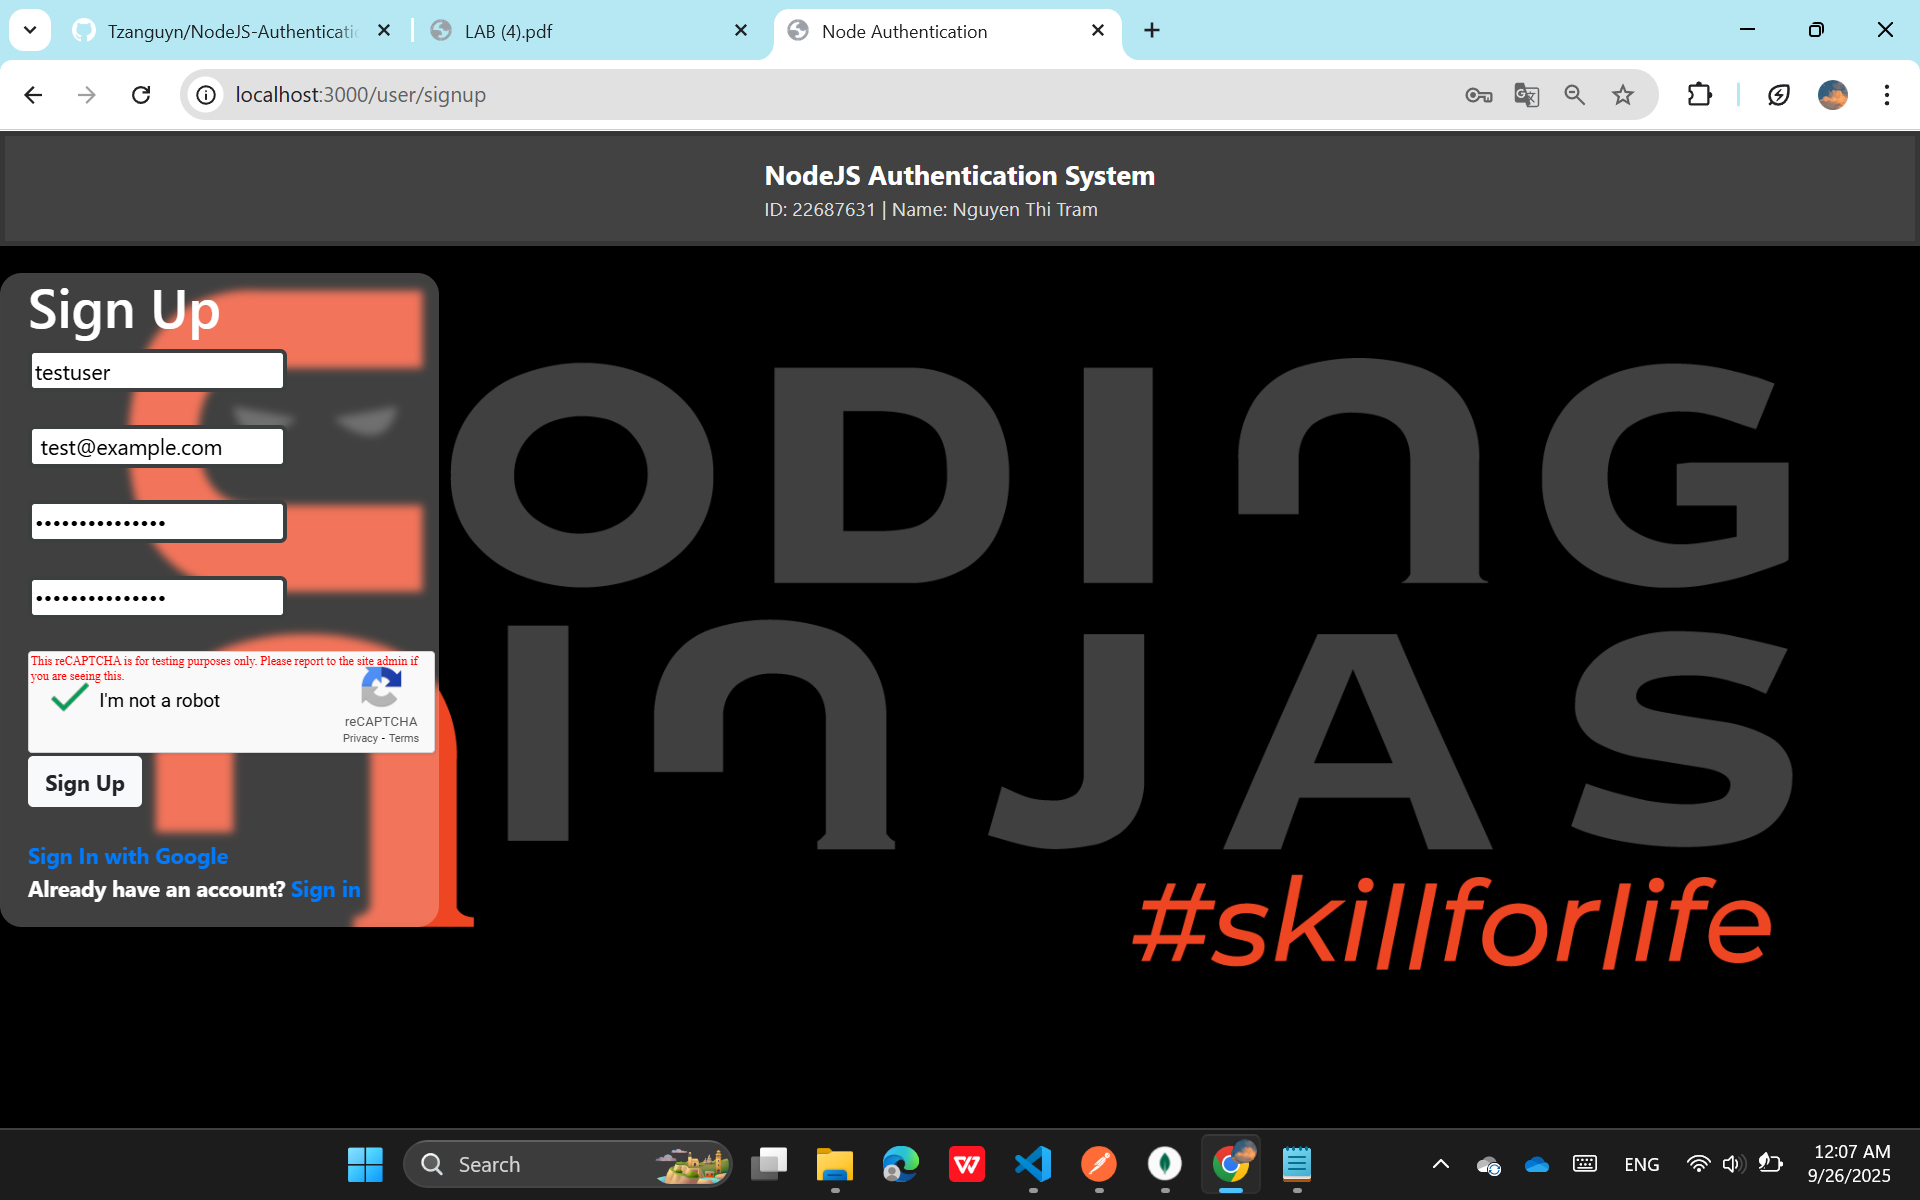 Tzanguyn/NodeJS-Authenticati
LAB (4).pdf
Node Authentication
localhost:3000/user/signup
NodeJS Authentication System
ID: 22687631 | Name: Nguyen Thi Tram
Sign Up
testuser
test@example.com
•••••••••••••••
•••••••••••••••
This reCAPTCHA is for testing purposes only. Please report to the site admin if
you are seeing this.
I'm not a robot
reCAPTCHA
Privacy - Terms
Sign Up
Sign In with Google
Already have an account? Sign in
CODING
NINJAS
#skillforlife
Search
ENG
12:07 AM
9/26/2025